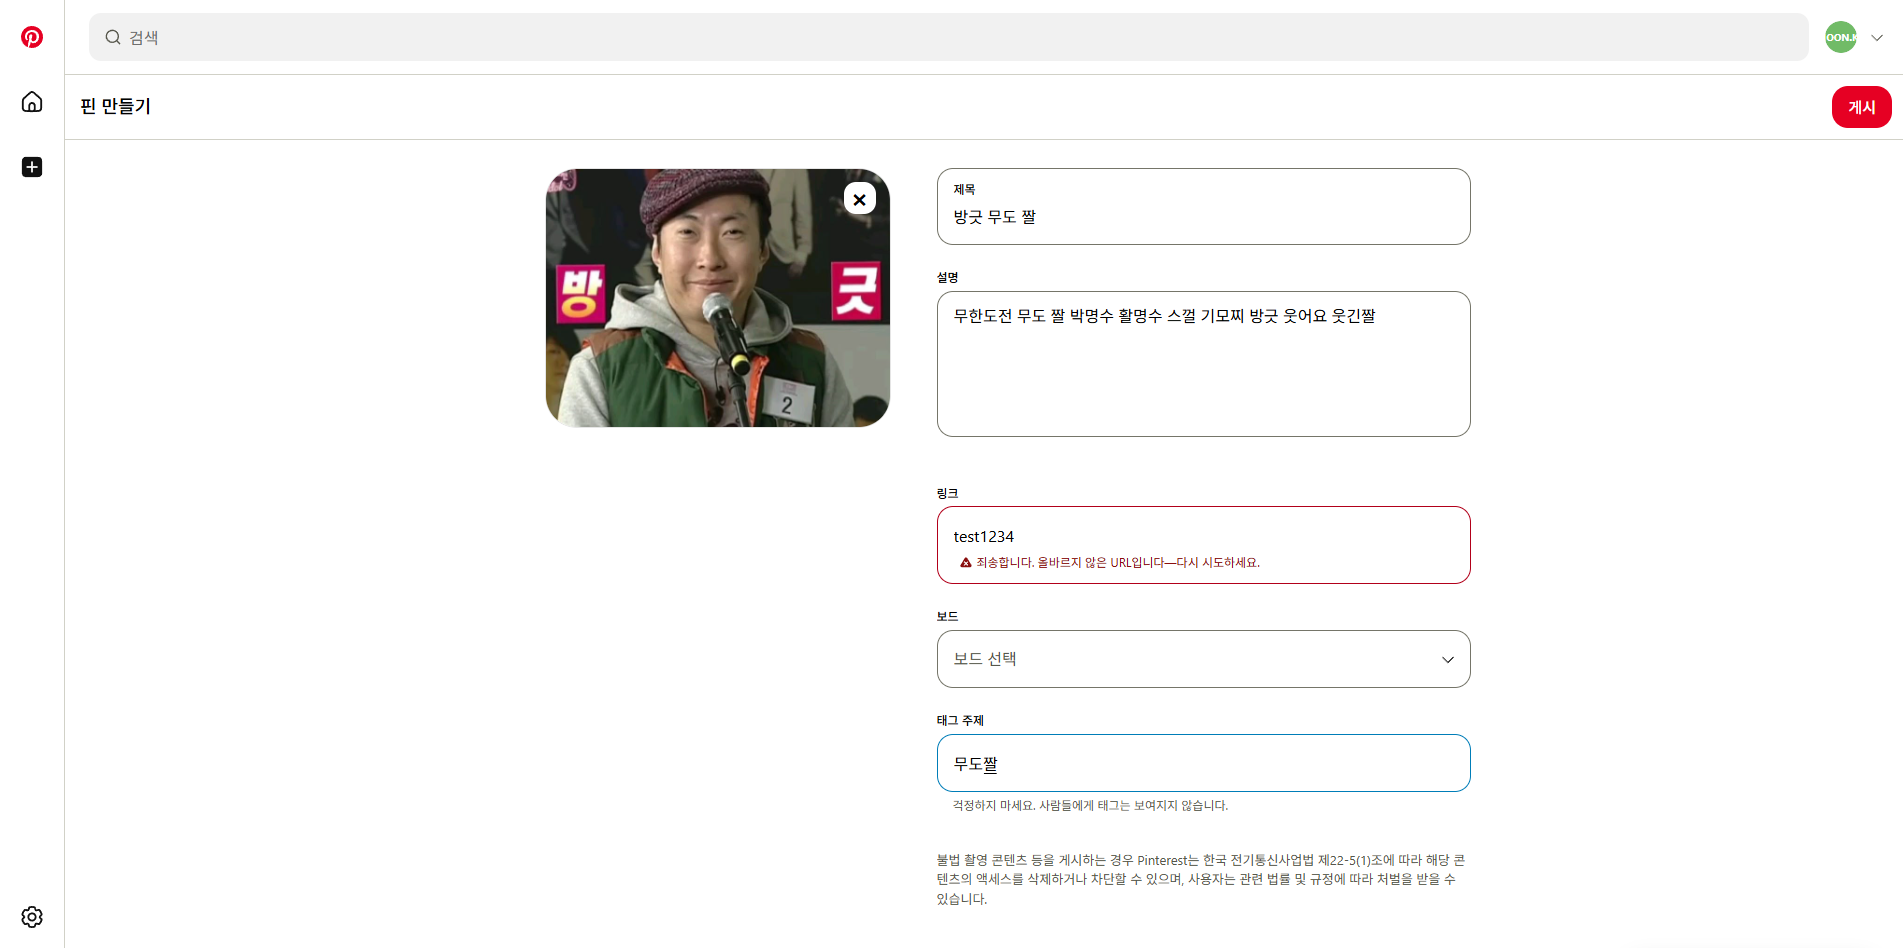 검색
OON.K
핀 만들기
게시
방
긋
2
제목
방긋 무도 짤
설명
무한도전 무도 짤 박명수 활명수 스껄 기모찌 방긋 웃어요 웃긴짤
링크
test1234
죄송합니다. 올바르지 않은 URL입니다—다시 시도하세요.
보드
보드 선택
태그 주제
무도짤
걱정하지 마세요. 사람들에게 태그는 보여지지 않습니다.
불법 촬영 콘텐츠 등을 게시하는 경우 Pinterest는 한국 전기통신사업법 제22-5(1)조에 따라 해당 콘
텐츠의 액세스를 삭제하거나 차단할 수 있으며, 사용자는 관련 법률 및 규정에 따라 처벌을 받을 수
있습니다.